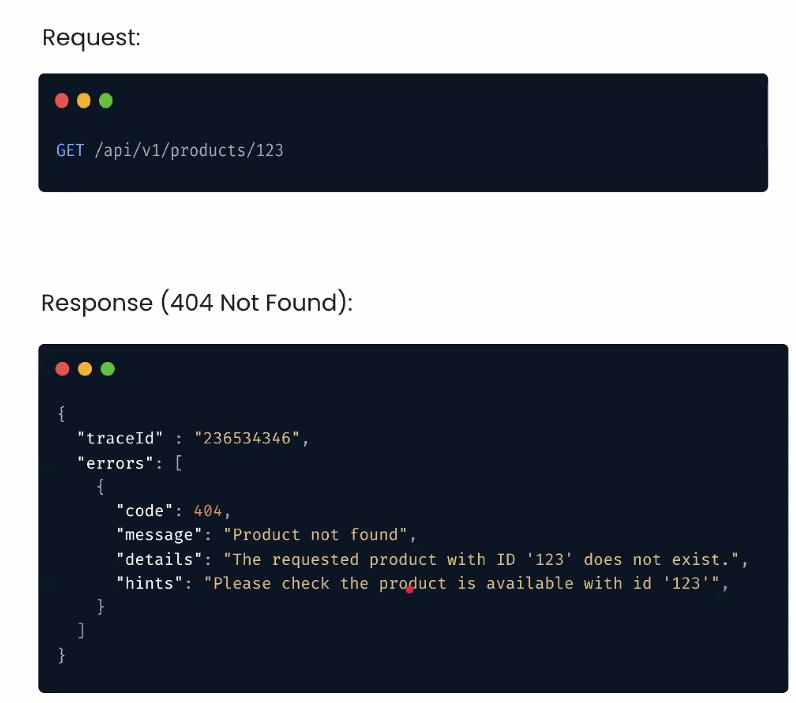 Request:
GET /api/v1/products/123
Response (404 Not Found):
{
"traceId" : "236534346",
"errors": [
{
"code": 404,
"message": "Product not found",
"details": "The requested product with ID '123' does not exist.",
"hints": "Please check the product is available with id '123'",
}
]
}